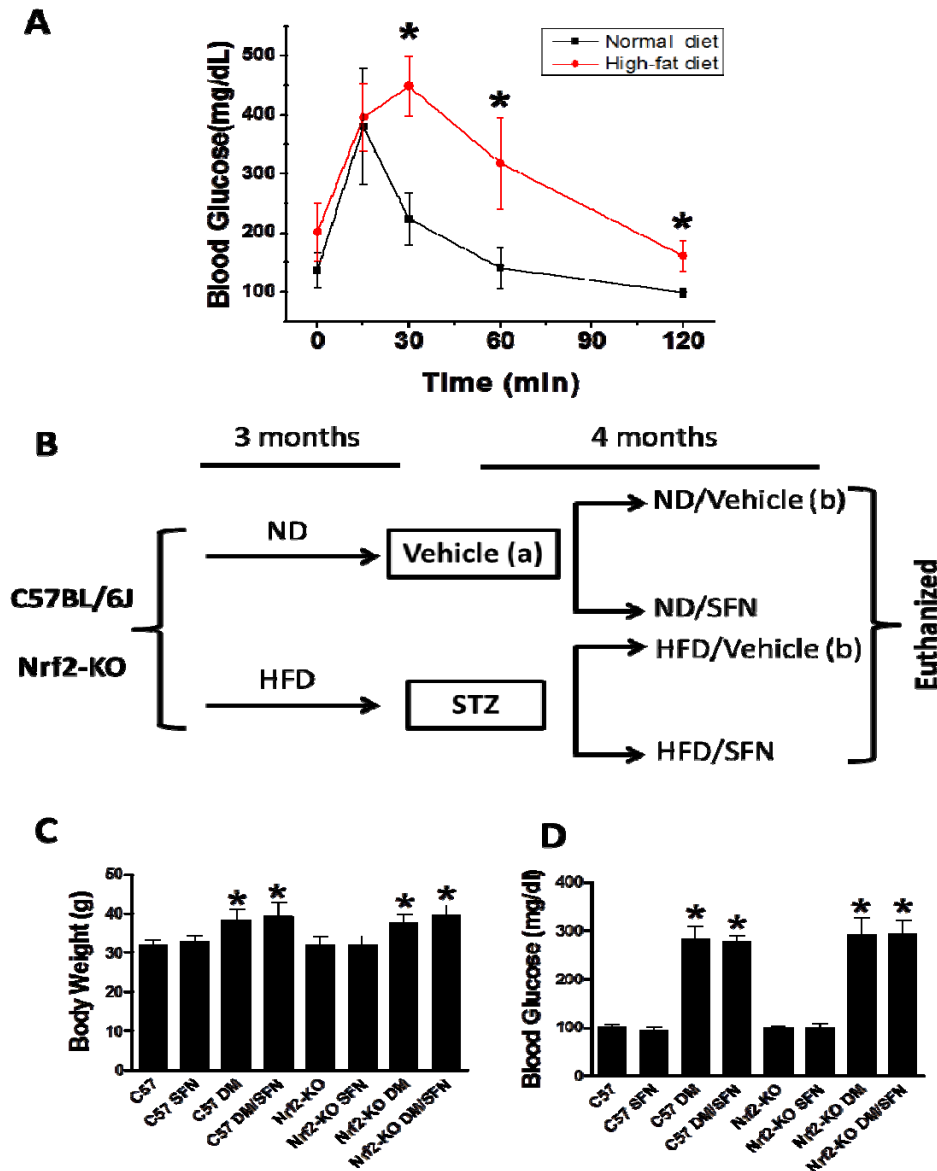 A
Blood Glucose(mg/dL)
500
400
300
200
100
* * *
Normal diet
High-fat diet
0 30 60 90 120
Time (min)
B
3 months
4 months
C57BL/6J
Nrf2-KO
ND
HFD
Vehicle (a)
STZ
ND/Vehicle (b)
ND/SFN
HFD/Vehicle (b)
HFD/SFN
Euthanized
C
Body Weight (g)
50
40
30
20
10
0
* * * *
C57
C57 SFN
C57 DM
C57 DM/SFN
Nrf2-KO
Nrf2-KO SFN
Nrf2-KO DM
Nrf2-KO DM/SFN
D
Blood Glucose (mg/dl)
400
300
200
100
0
* * * *
C57
C57 SFN
C57 DM
C57 DM/SFN
Nrf2-KO
Nrf2-KO SFN
Nrf2-KO DM
Nrf2-KO DM/SFN